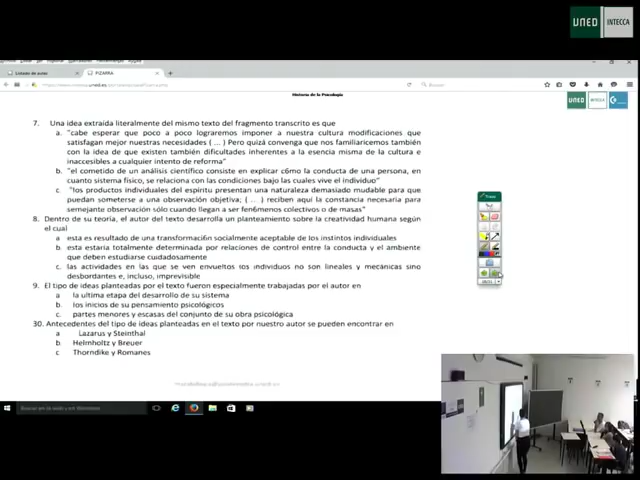 UNED INTECCA
Listado de autor
PIZARRA
Historia de la Psicología
UNED INTECCA
7. Una idea extraída literalmente del mismo texto del fragmento transcrito es que
a. "cabe esperar que poco a poco lograremos imponer a nuestra cultura modificaciones que
satisfagan mejor nuestras necesidades ( ... ) Pero quizá convenga que nos familiaricemos también
con la idea de que existen también dificultades inherentes a la esencia misma de la cultura e
inaccesibles a cualquier intento de reforma"
b. "el cometido de un análisis científico consiste en explicar cómo la conducta de una persona, en
cuanto sistema físico, se relaciona con las condiciones bajo las cuales vive el individuo"
c. "los productos individuales del espíritu presentan una naturaleza demasiado mudable para que
puedan someterse a una observación objetiva; ( ... ) reciben aquí la constancia necesaria para
semejante observación sólo cuando llegan a ser fenómenos colectivos o de masas"
8. Dentro de su teoría, el autor del texto desarrolla un planteamiento sobre la creatividad humana según
el cual
a esta es resultado de una transformación socialmente aceptable de los instintos individuales
b. esta estaría totalmente determinada por relaciones de control entre la conducta y el ambiente
que deben estudiarse cuidadosamente
c. las actividades en las que se ven envueltos los individuos no son lineales y mecánicas sino
desbordantes e, incluso, imprevisible
9. El tipo de ideas planteadas por el texto fueron especialmente trabajadas por el autor en
a la ultima etapa del desarrollo de su sistema
b. los inicios de su pensamiento psicológicos
c. partes menores y escasas del conjunto de su obra psicológica
30. Antecedentes del tipo de ideas planteadas en el texto por nuestro autor se pueden encontrar en
a Lazarus y Steinthal
b. Helmholtz y Breuer
c Thorndike y Romanes